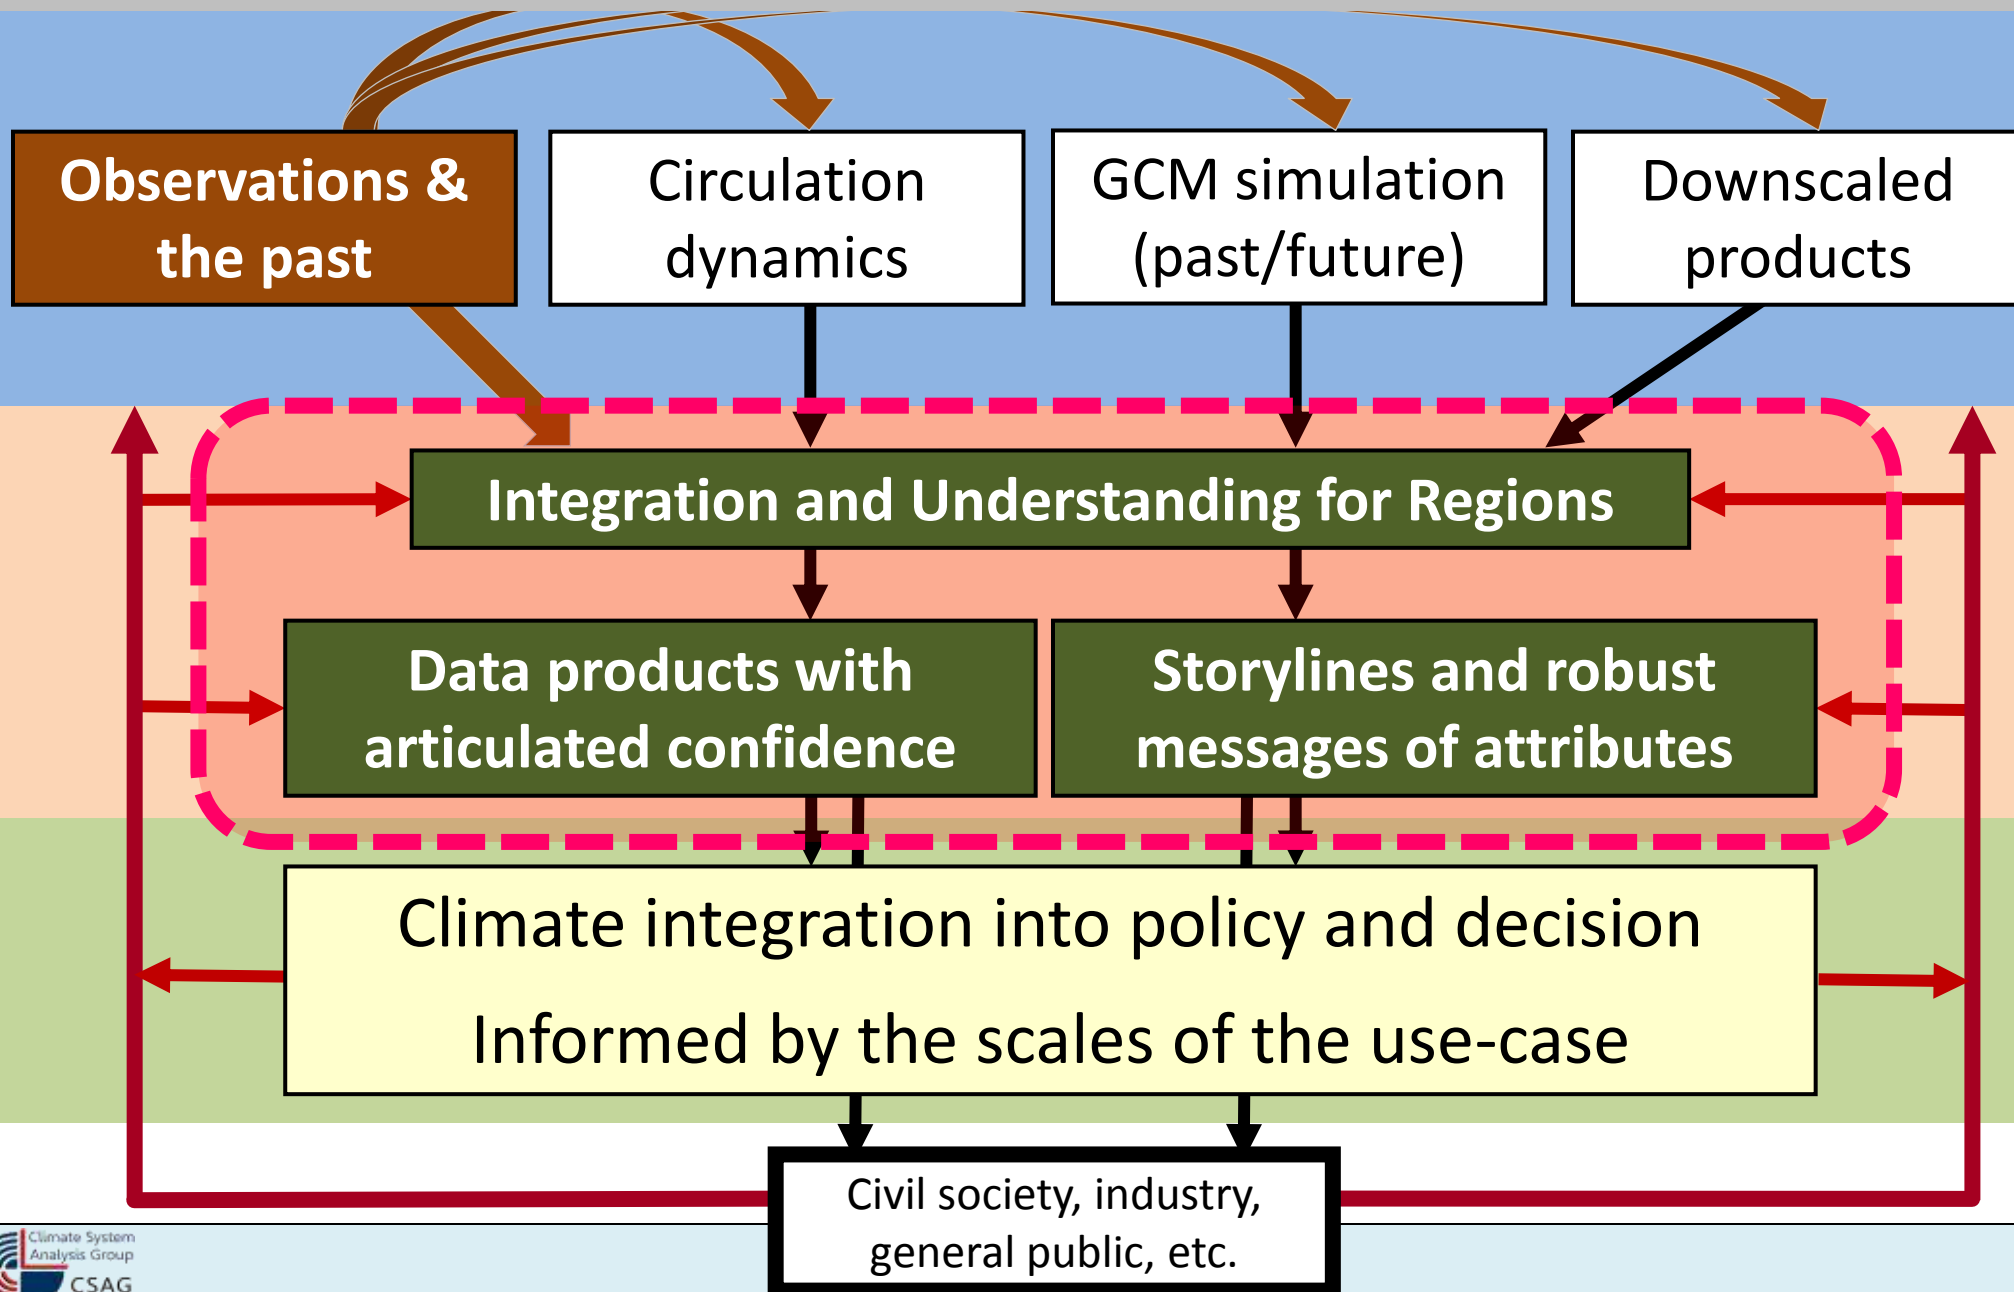 Observations &
the past
Circulation
dynamics
GCM simulation
(past/future)
Downscaled
products
Integration and Understanding for Regions
Data products with
articulated confidence
Storylines and robust
messages of attributes
Climate integration into policy and decision
Informed by the scales of the use-case
Civil society, industry,
general public, etc.
Climate System
Analysis Group
CSAG